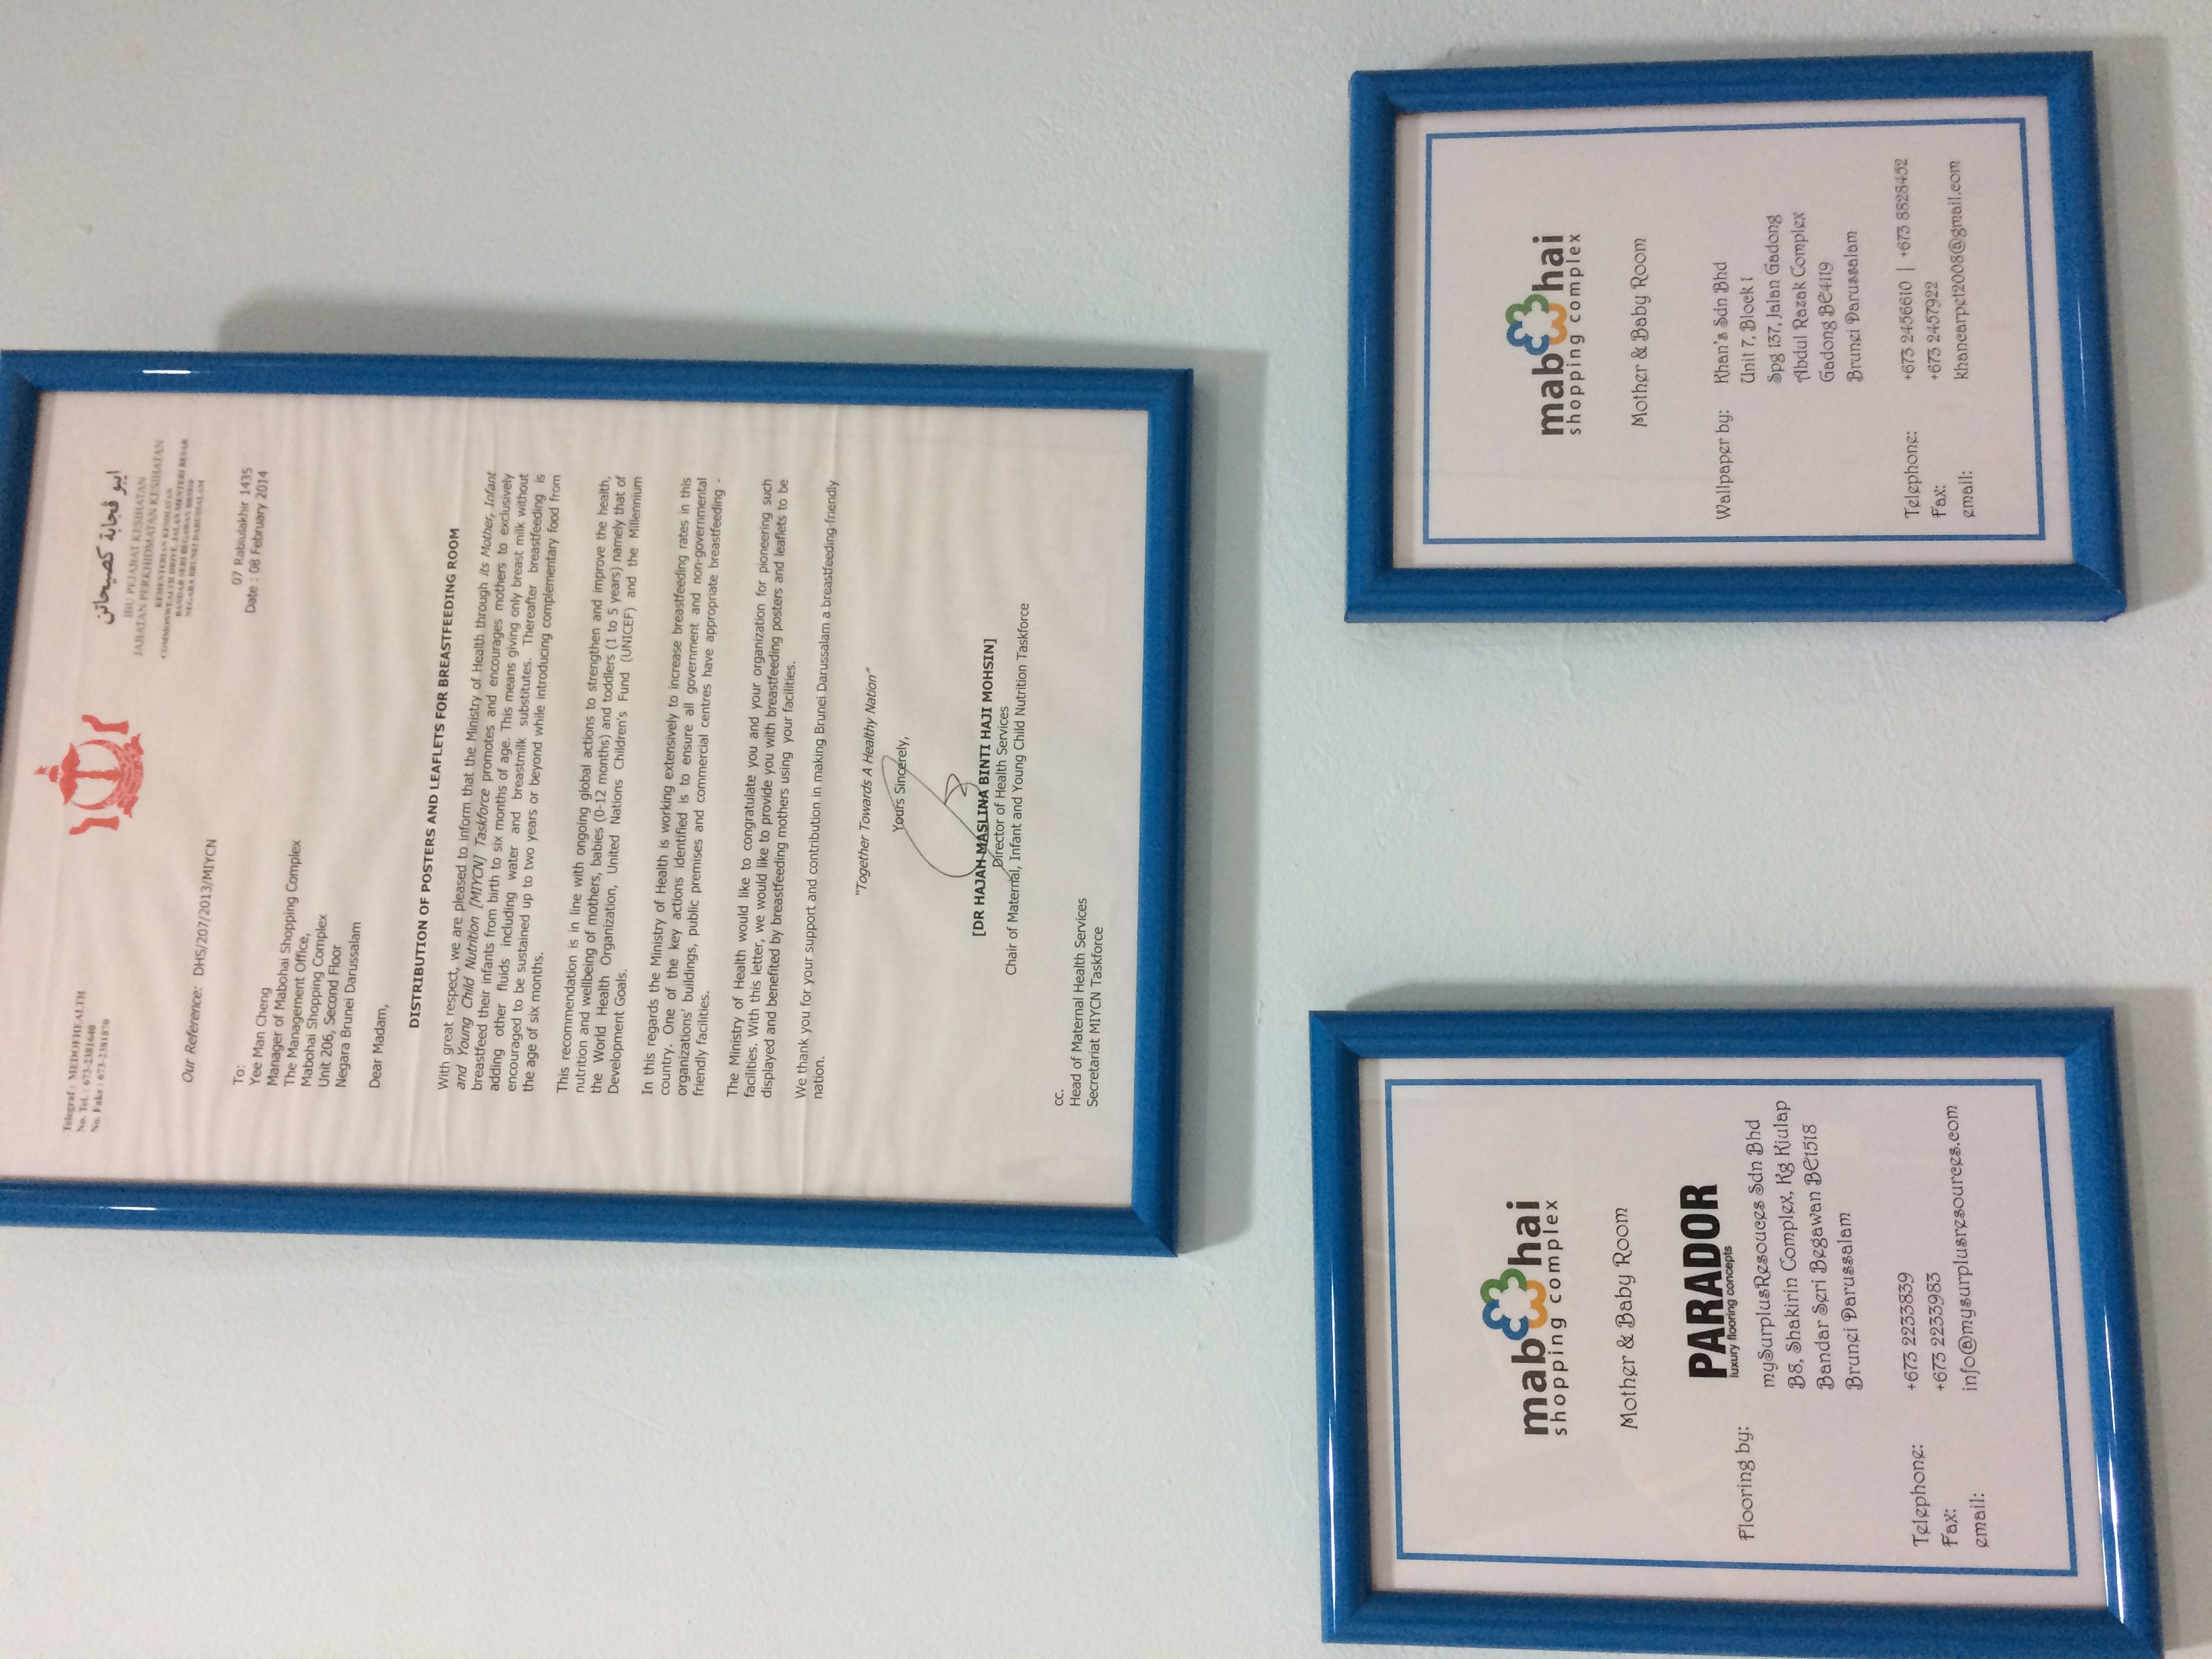 Telegraf : MEDOFHEALTH
No. Tel. : 673-2381640
No. Faks : 673-2381870
ايبو ڤجابة کصيحاتن
IBU PEJABAT KESIHATAN
JABATAN PERKHIDMATAN KESIHATAN
KEMENTERIAN KESIHATAN
COMMONWEALTH DRIVE, JALAN MENTERI BESAR
BANDAR SERI BEGAWAN BB3910
NEGARA BRUNEI DARUSSALAM
Our Reference: DHS/207/2013/MIYCN
07 Rabiulakhir 1435
Date : 08 February 2014
To:
Yee Man Cheng
Manager of Mabohai Shopping Complex
The Management Office,
Mabohai Shopping Complex
Unit 206, Second Floor
Negara Brunei Darussalam
Dear Madam,
DISTRIBUTION OF POSTERS AND LEAFLETS FOR BREASTFEEDING ROOM
With great respect, we are pleased to inform that the Ministry of Health through its Mother, Infant
and Young Child Nutrition [MIYCN] Taskforce promotes and encourages mothers to exclusively
breastfeed their infants from birth to six months of age. This means giving only breast milk without
adding other fluids including water and breastmilk substitutes. Thereafter breastfeeding is
encouraged to be sustained up to two years or beyond while introducing complementary food from
the age of six months.
This recommendation is in line with ongoing global actions to strengthen and improve the health,
nutrition and wellbeing of mothers, babies (0-12 months) and toddlers (1 to 5 years) namely that of
the World Health Organization, United Nations Children's Fund (UNICEF) and the Millennium
Development Goals.
In this regards the Ministry of Health is working extensively to increase breastfeeding rates in this
country. One of the key actions identified is to ensure all government and non-governmental
organizations' buildings, public premises and commercial centres have appropriate breastfeeding -
friendly facilities.
The Ministry of Health would like to congratulate you and your organization for pioneering such
facilities. With this letter, we would like to provide you with breastfeeding posters and leaflets to be
displayed and benefited by breastfeeding mothers using your facilities.
We thank you for your support and contribution in making Brunei Darussalam a breastfeeding-friendly
nation.
"Together Towards A Healthy Nation"
Yours Sincerely,
[DR HAJAH MASLINA BINTI HAJI MOHSIN]
Director of Health Services
Chair of Maternal, Infant and Young Child Nutrition Taskforce
cc.
Head of Maternal Health Services
Secretariat MIYCN Taskforce
mabohai
shopping complex
Mother & Baby Room
PARADOR
luxury flooring concepts
Flooring by:
mySurplusResouces Sdn Bhd
B8, Shakirin Complex, Kg Kiulap
Bandar Seri Begawan BE1518
Brunei Darussalam
Telephone: +673 2233839
Fax: +673 2233983
email: info@mysurplusresources.com
mabohai
shopping complex
Mother & Baby Room
Wallpaper by: Khan's Sdn Bhd
Unit 7, Block 1
Spg 137, Jalan Gadong
Abdul Razak Complex
Gadong BE4119
Brunei Darussalam
Telephone: +673 2456610 | +673 8828452
Fax: +673 2457922
email: khancarpet2008@gmail.com